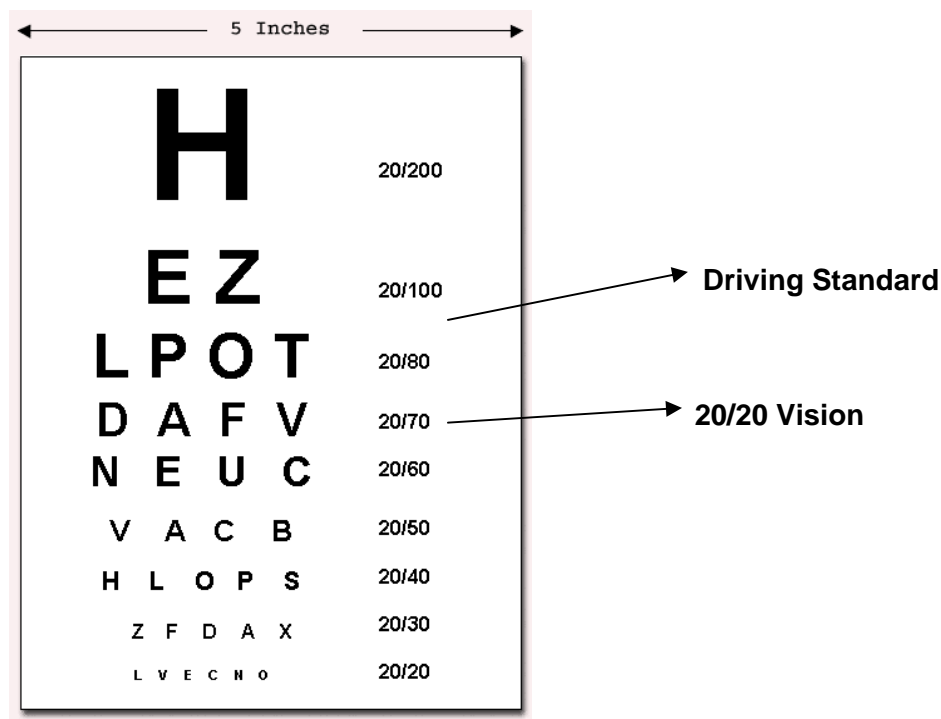 5 Inches
H
20/200
E Z
20/100
Driving Standard
L P O T
20/80
D A F V
20/70
20/20 Vision
N E U C
20/60
V A C B
20/50
H L O P S
20/40
Z F D A X
20/30
L V E C N O
20/20